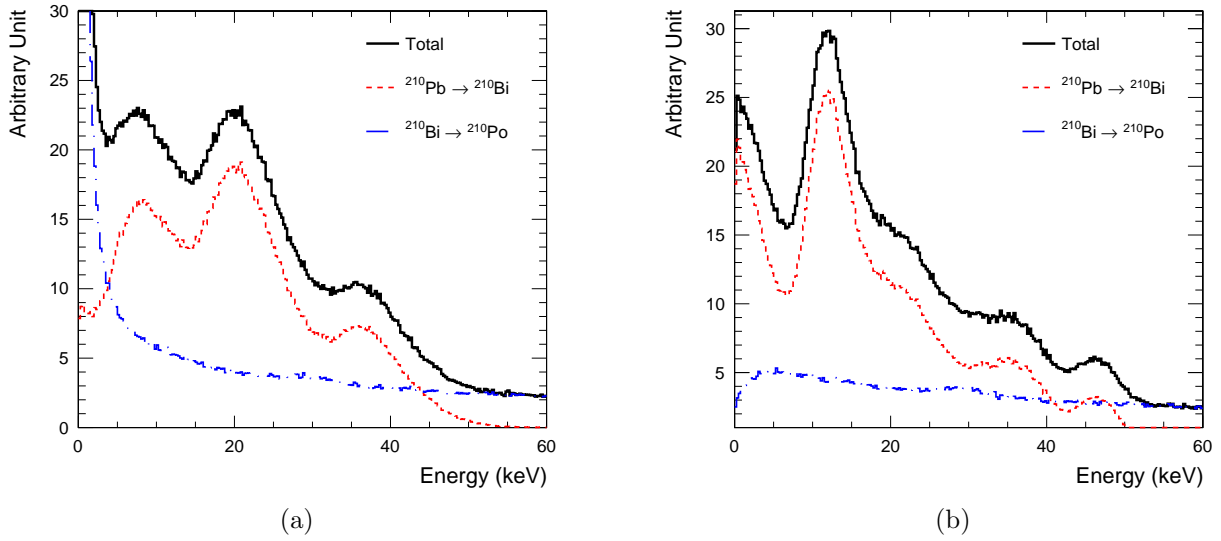 Arbitrary Unit
30
25
20
15
10
5
0
0
20
40
60
Energy (keV)
Total
²¹⁰Pb → ²¹⁰Bi
²¹⁰Bi → ²¹⁰Po
(a)
Arbitrary Unit
30
25
20
15
10
5
0
20
40
60
Energy (keV)
Total
²¹⁰Pb → ²¹⁰Bi
²¹⁰Bi → ²¹⁰Po
(b)